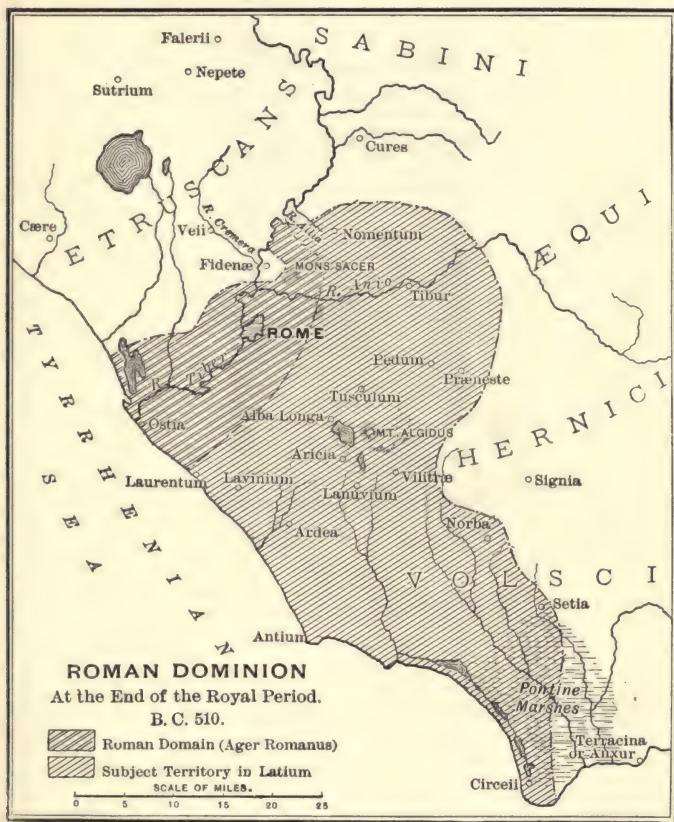 Falerii
SABINI
Nepete
Sutrium
ETRUSCANS
Cures
R. Cremera
R. Allia
Cære
Veii
Nomentum
ÆQUI
Fidenæ
MONS SACER
R. Anio
Tibur
ROME
TYRRHENIAN
SEA
R. Tiber
Pedum
Præneste
Tusculum
Alba Longa
Ostia
MT. ALGIDUS
HERNICI
Aricia
Laurentum
Lavinium
Vilitræ
Signia
Lanuvium
Ardea
Norba
VOLSCI
Setia
Antium
Pontine
Marshes
Terracina
or Anxur
Circeii
ROMAN DOMINION
At the End of the Royal Period.
B. C. 510.
Roman Domain (Ager Romanus)
Subject Territory in Latium
SCALE OF MILES.
0 5 10 15 20 25